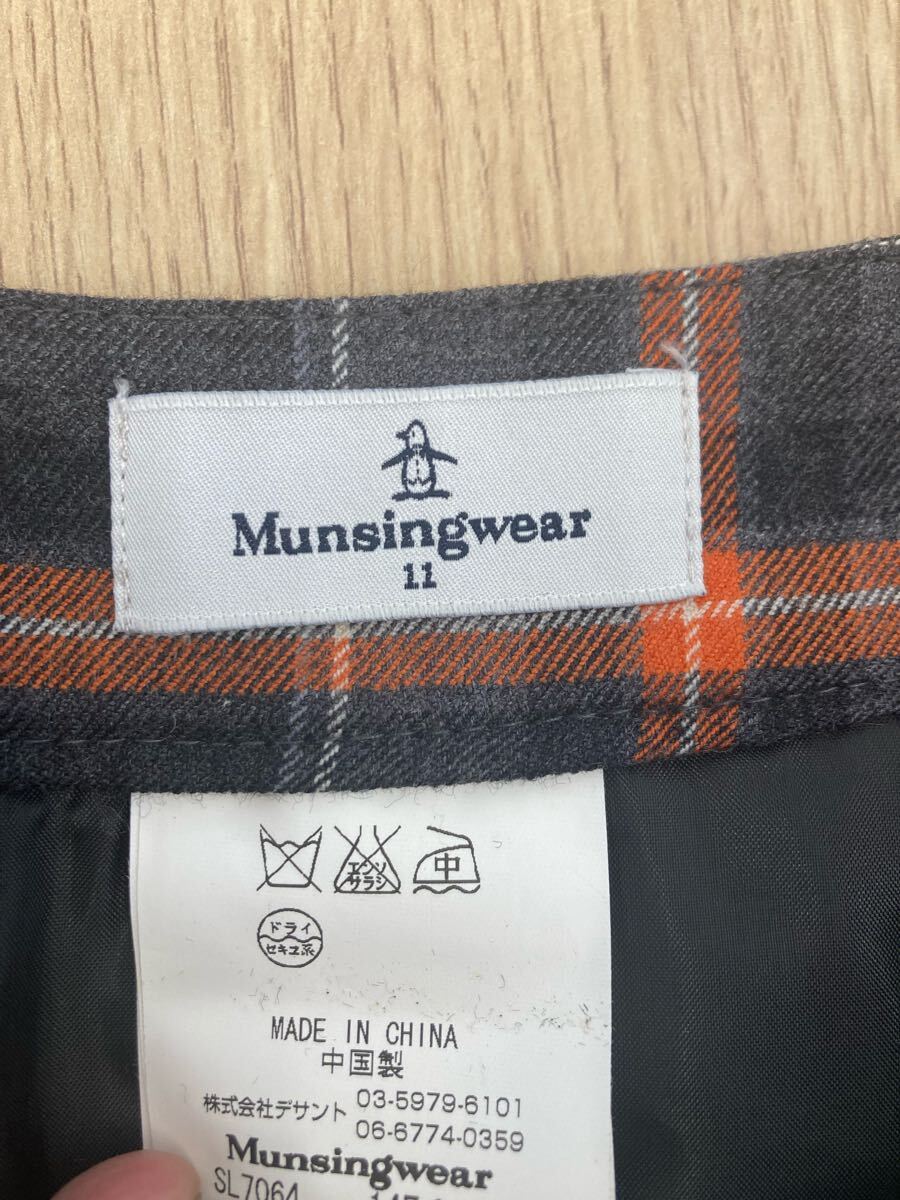 Munsingwear
11
エンソ
サラシ
中
ドライ
セキユ系
MADE IN CHINA
中国製
株式会社デサント 03-5979-6101
06-6774-0359
Munsingwear
SL7064